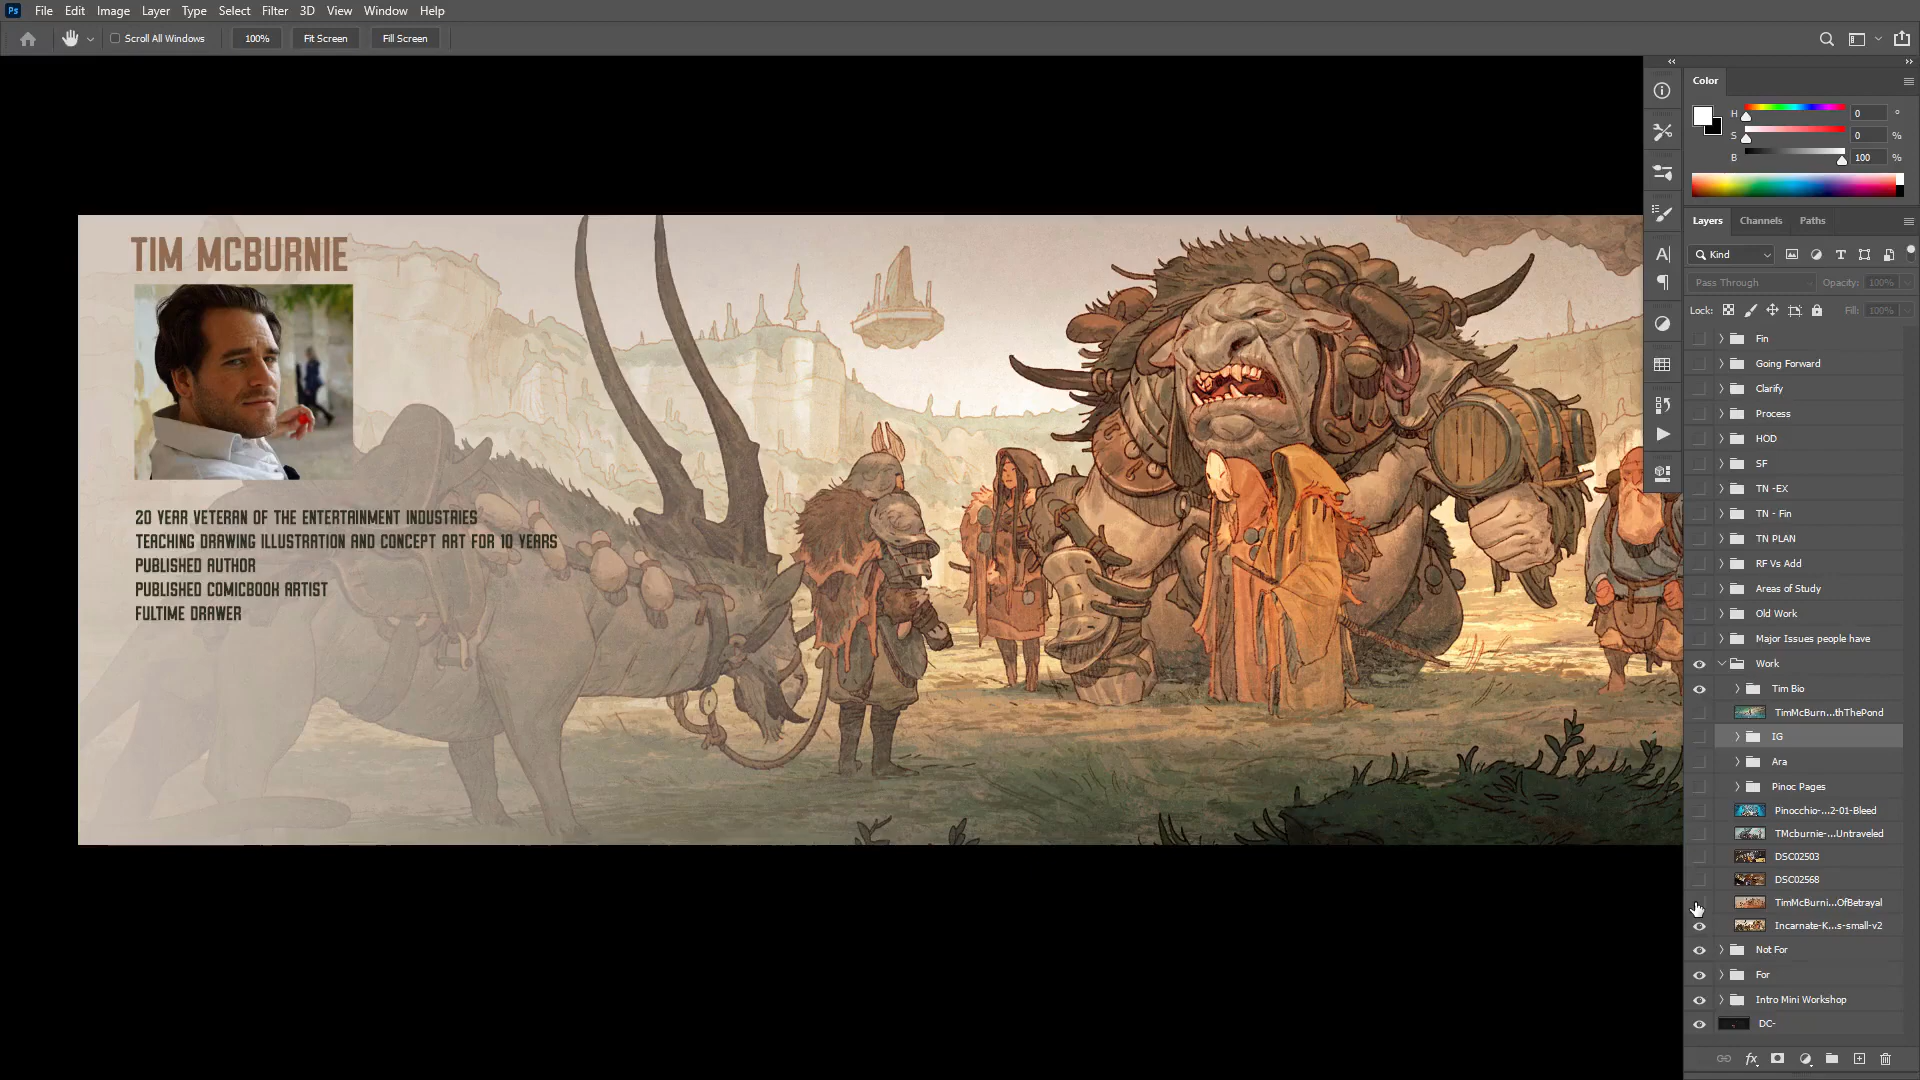 Ps File Edit Image Layer Type Select Filter 3D View Window Help
Scroll All Windows 100% Fit Screen Fill Screen
Color
H 0 °
S 0 %
B 100 %
Layers Channels Paths
Kind
Pass Through Opacity: 100%
Lock: Fill: 100%
Fin
Going Forward
Clarify
Process
HOD
SF
TN -EX
TN - Fin
TN PLAN
RF Vs Add
Areas of Study
Old Work
Major Issues people have
Work
Tim Bio
TimMcBurn...thThePond
IG
Ara
Pinoc Pages
Pinocchio-...2-01-Bleed
TMcburnie-...Untraveled
DSC02503
DSC02568
TimMcBurni...OfBetrayal
Incarnate-K...s-small-v2
Not For
For
Intro Mini Workshop
DC-
TIM MCBURNIE
20 YEAR VETERAN OF THE ENTERTAINMENT INDUSTRIES
TEACHING DRAWING ILLUSTRATION AND CONCEPT ART FOR 10 YEARS
PUBLISHED AUTHOR
PUBLISHED COMICBOOK ARTIST
FULTIME DRAWER